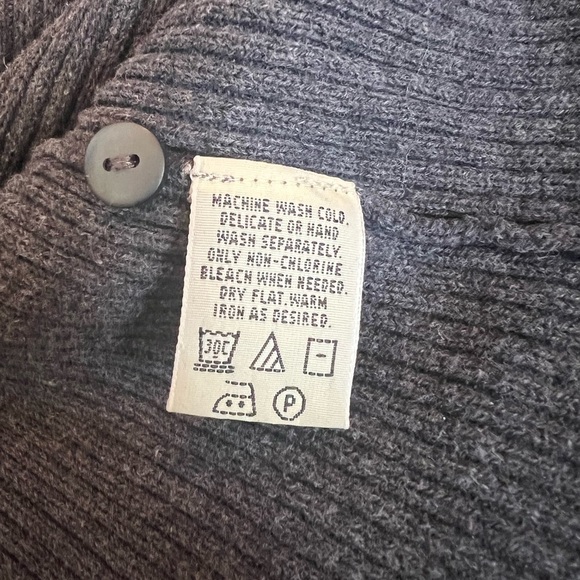 MACHINE WASH COLD.
DELICATE OR HAND
WASH SEPARATELY.
ONLY NON-CHLORINE
BLEACH WHEN NEEDED.
DRY FLAT. WARM
IRON AS DESIRED.
30C
P